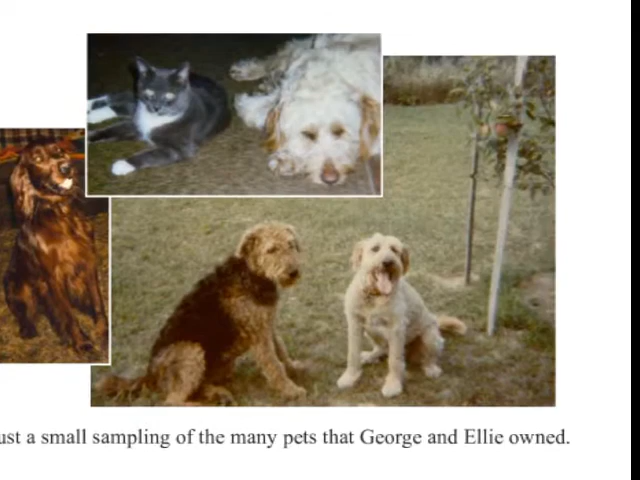 ust a small sampling of the many pets that George and Ellie owned.